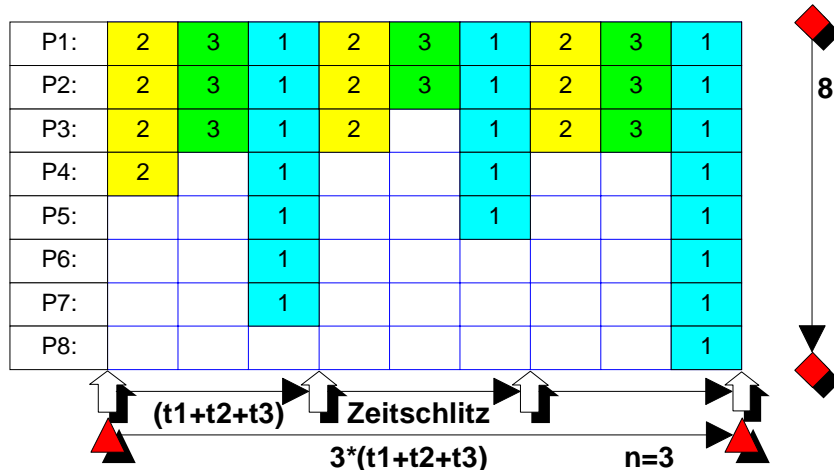 P1: 2 3 1 2 3 1 2 3 1
P2: 2 3 1 2 3 1 2 3 1
8
P3: 2 3 1 2 1 2 3 1
P4: 2 1 1 1
P5: 1 1 1
P6: 1 1
P7: 1 1
P8: 1
(t1+t2+t3) Zeitschlitz
3*(t1+t2+t3) n=3